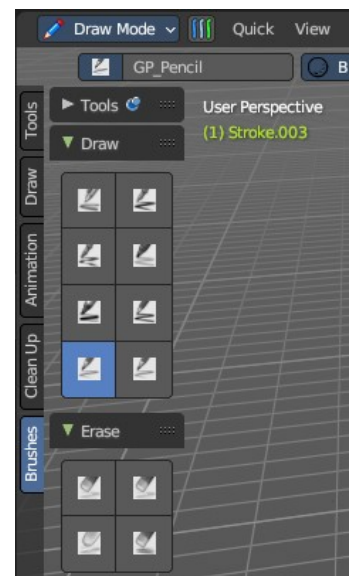 Draw Mode Quick View
GP_Pencil B
Tools User Perspective
(1) Stroke.003
Draw
Erase
Tools
Draw
Animation
Clean Up
Brushes